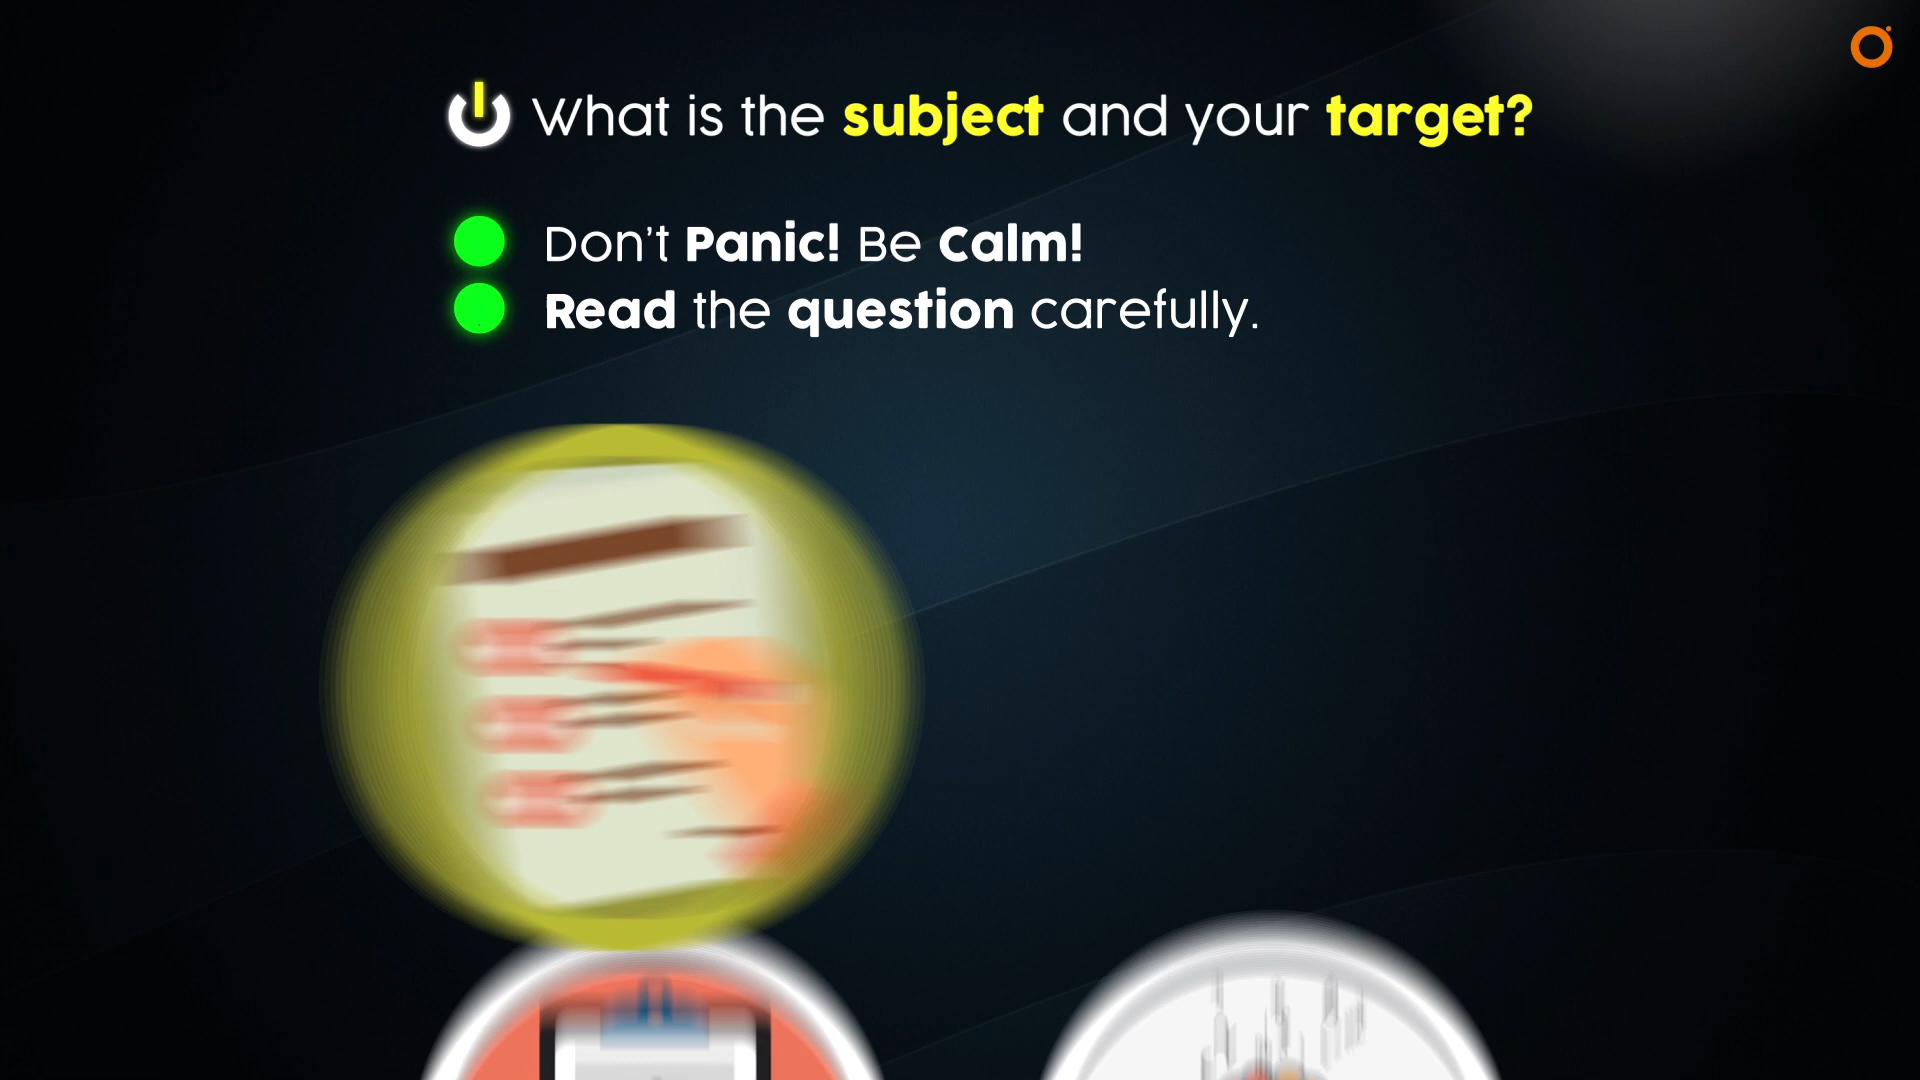 What is the subject and your target?
Don't Panic! Be Calm!
Read the question carefully.